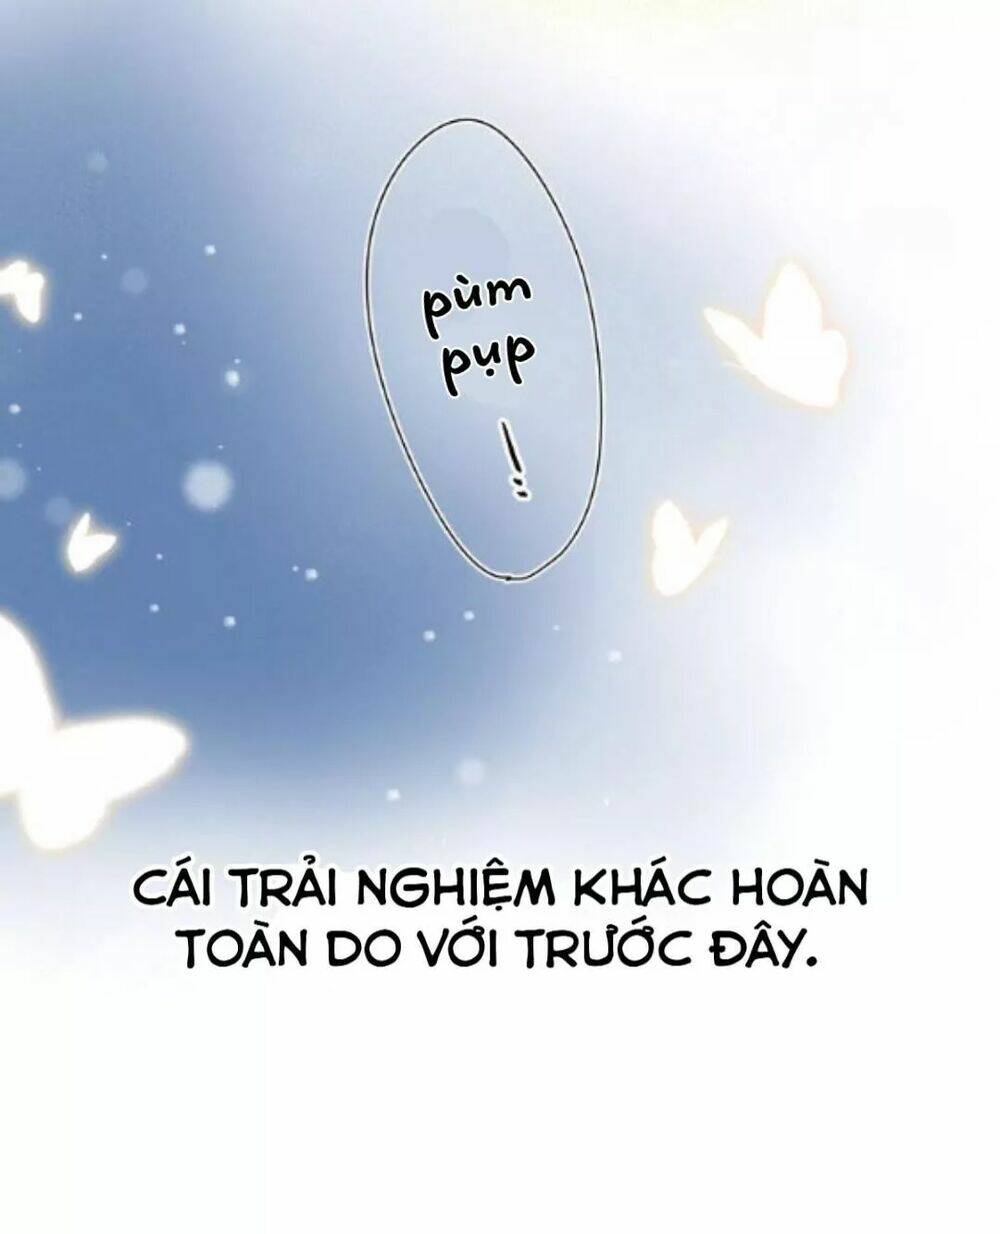 pùm
pụp
...
CÁI TRẢI NGHIỆM KHÁC HOÀN
TOÀN DO VỚI TRƯỚC ĐÂY.